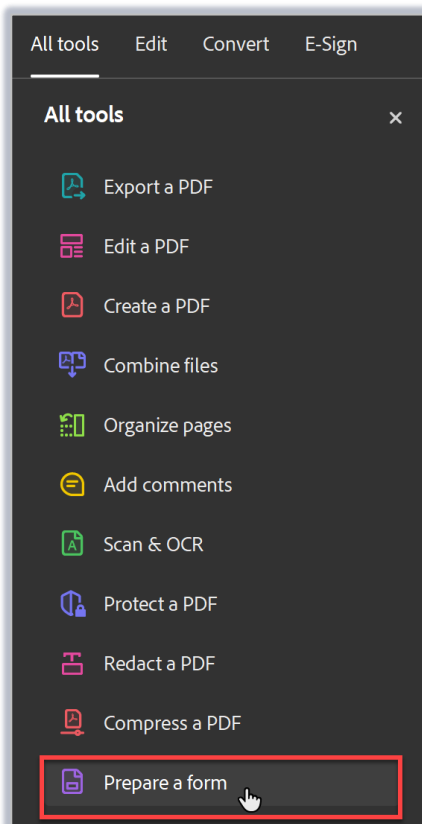 All tools Edit Convert E-Sign
All tools
Export a PDF
Edit a PDF
Create a PDF
Combine files
Organize pages
Add comments
Scan & OCR
Protect a PDF
Redact a PDF
Compress a PDF
Prepare a form